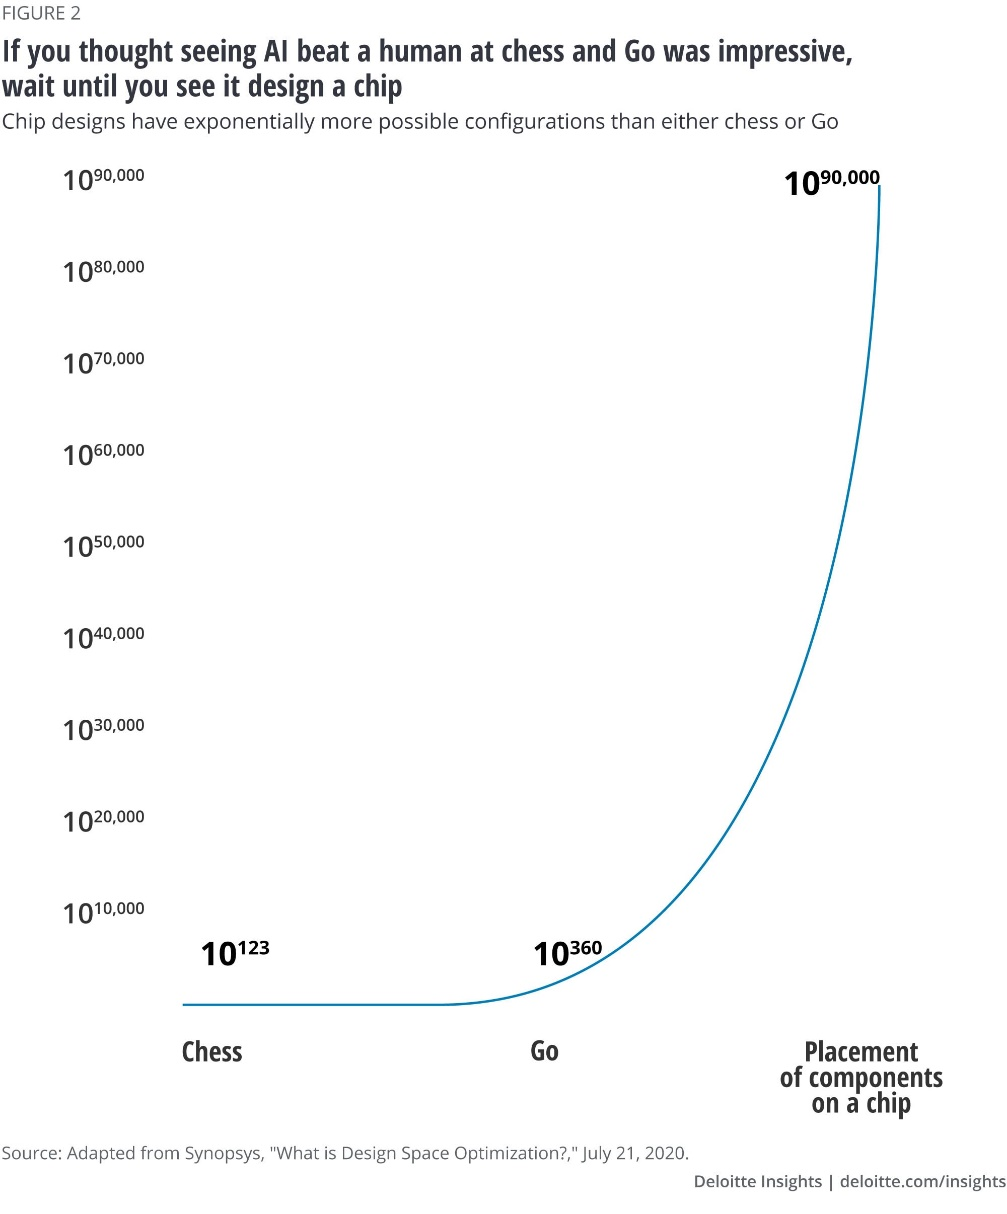 FIGURE 2
If you thought seeing AI beat a human at chess and Go was impressive,
wait until you see it design a chip
Chip designs have exponentially more possible configurations than either chess or Go
10^90,000
10^90,000
10^80,000
10^70,000
10^60,000
10^50,000
10^40,000
10^30,000
10^20,000
10^10,000
10^123
10^360
Chess
Go
Placement
of components
on a chip
Source: Adapted from Synopsys, "What is Design Space Optimization?," July 21, 2020.
Deloitte Insights | deloitte.com/insights